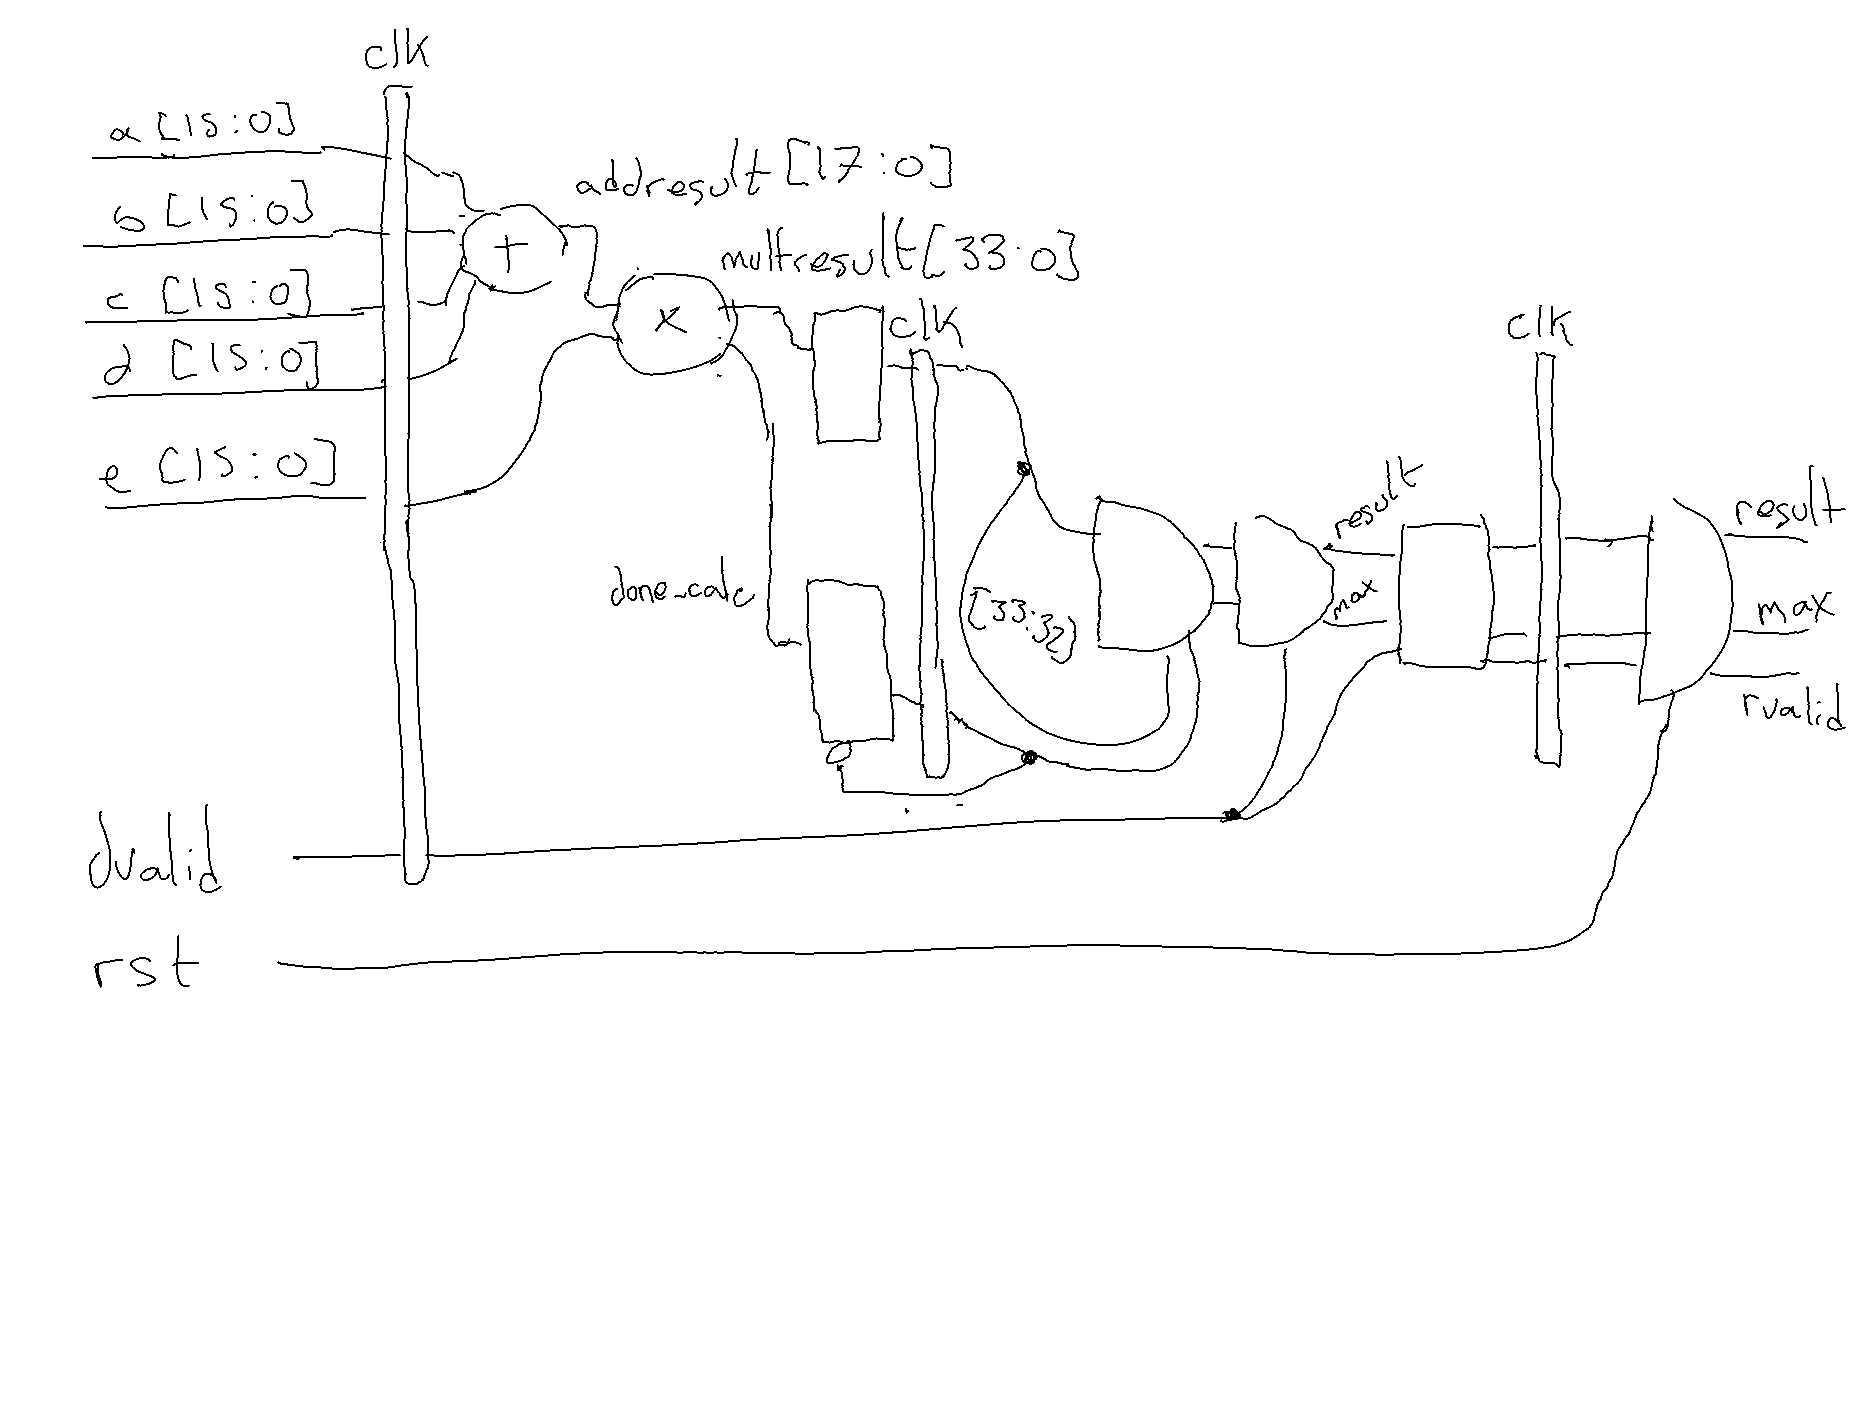 clk
a [15:0]
b [15:0]
c [15:0]
d [15:0]
e [15:0]
+
addresult [17:0]
x
multresult [33:0]
clk
done_calc
[33:32]
result
max
clk
result
max
rvalid
dvalid
rst